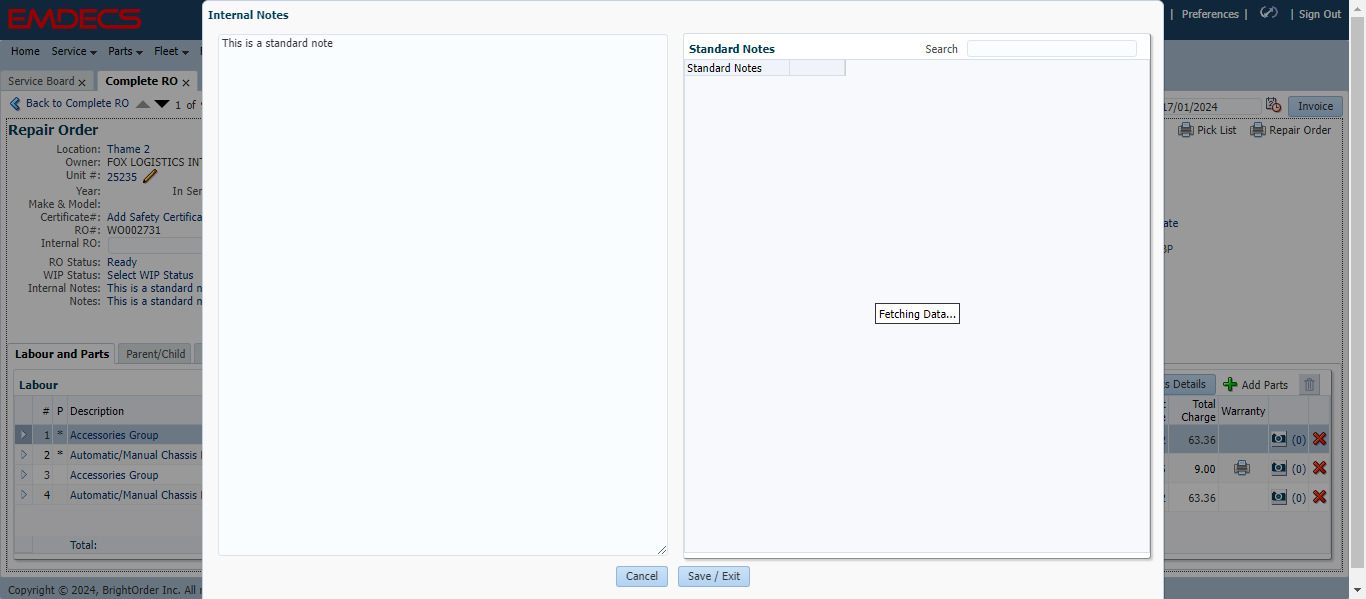 EMDECS
| Preferences | | Sign Out
Home Service Parts Fleet
Service Board x Complete RO x
Back to Complete RO 1 of
17/01/2024 Invoice
Pick List Repair Order
Repair Order
Location: Thame 2
Owner: FOX LOGISTICS INT
Unit #: 25235
Year: In Ser
Make & Model:
Certificate#: Add Safety Certifica
RO#: WO002731
Internal RO:
RO Status: Ready
WIP Status: Select WIP Status
Internal Notes: This is a standard n
Notes: This is a standard n
Labour and Parts Parent/Child
Labour
# P Description
1 * Accessories Group
2 * Automatic/Manual Chassis
3 Accessories Group
4 Automatic/Manual Chassis
Total:
Copyright © 2024, BrightOrder Inc. All
Internal Notes
This is a standard note
Standard Notes Search
Standard Notes
Fetching Data...
Cancel Save / Exit
ate
BP
s Details Add Parts
Total Charge Warranty
63.36 (0)
9.00 (0)
63.36 (0)